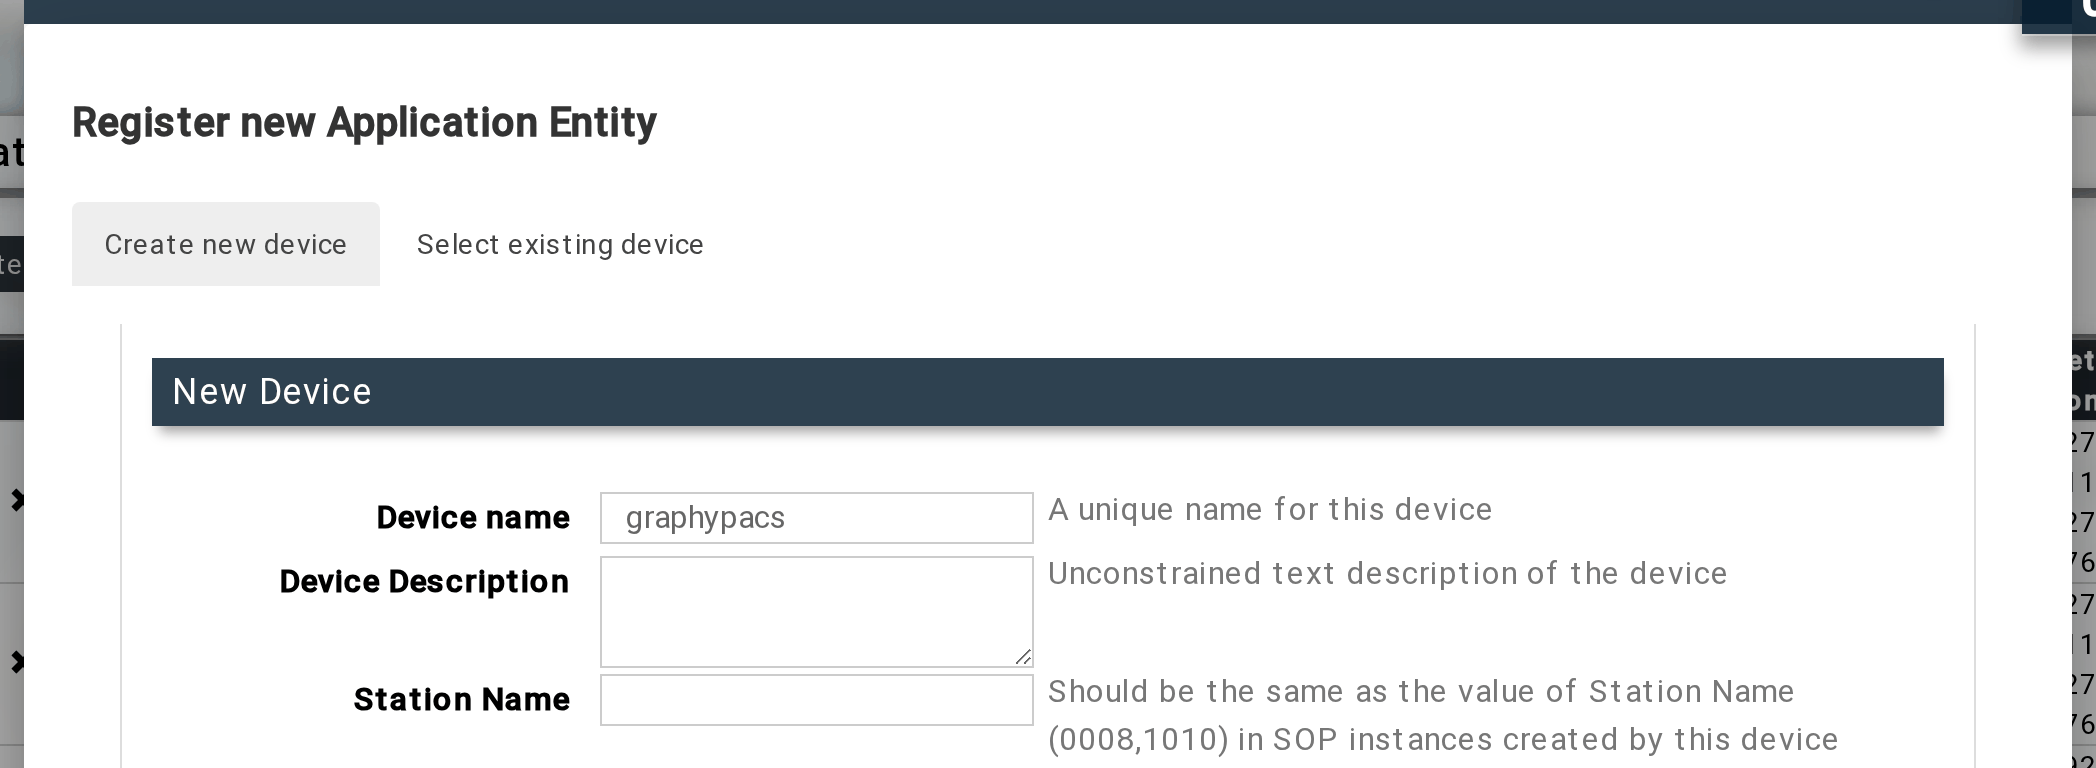 Register new Application Entity
Create new device
Select existing device
New Device
Device name
graphypacs
A unique name for this device
Device Description
Unconstrained text description of the device
Station Name
Should be the same as the value of Station Name
(0008,1010) in SOP instances created by this device